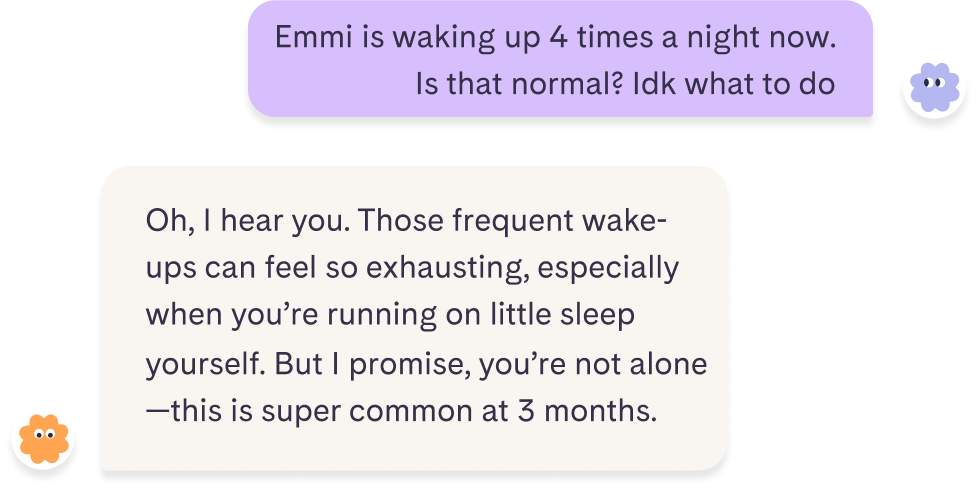 Emmi is waking up 4 times a night now.
Is that normal? Idk what to do
Oh, I hear you. Those frequent wake-
ups can feel so exhausting, especially
when you’re running on little sleep
yourself. But I promise, you’re not alone
—this is super common at 3 months.